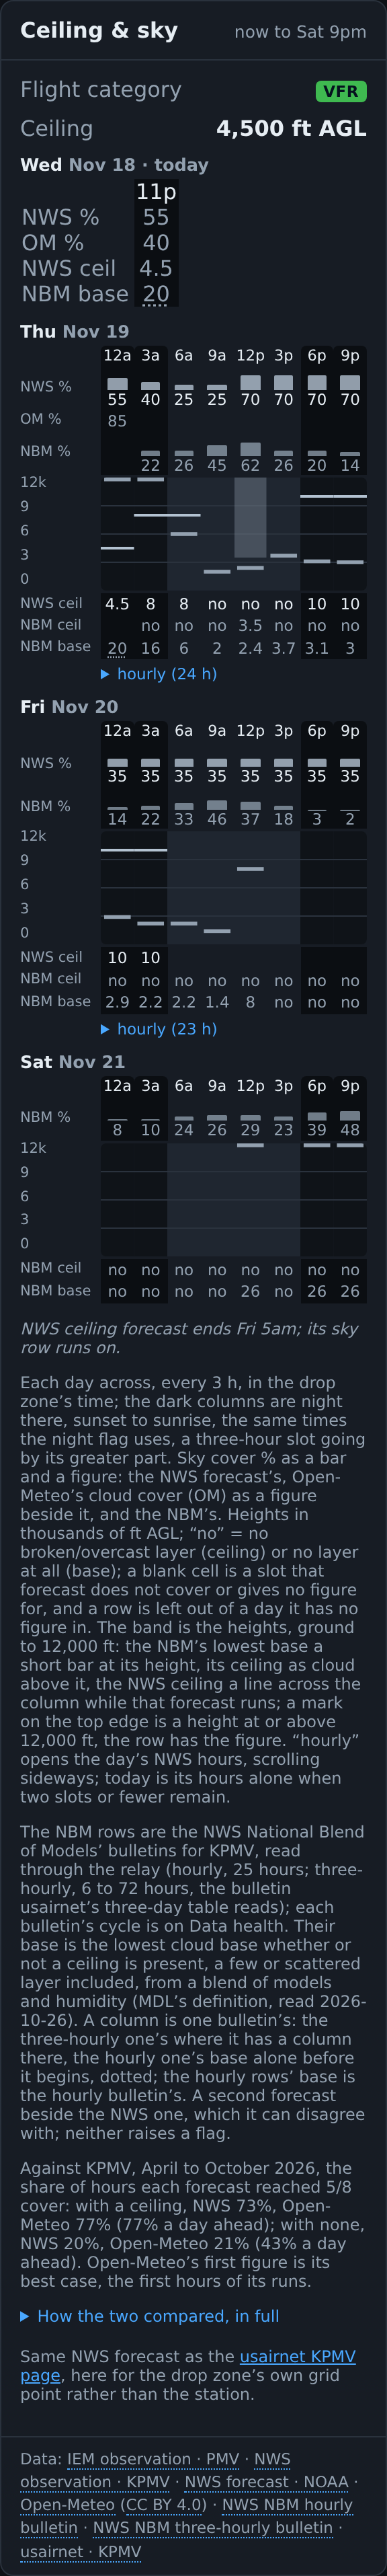 Ceiling & sky now to Sat 9pm
Flight category VFR
Ceiling 4,500 ft AGL
Wed Nov 18 · today
11p
NWS % 55
OM % 40
NWS ceil 4.5
NBM base 20
Thu Nov 19
12a 3a 6a 9a 12p 3p 6p 9p
NWS % 55 40 25 25 70 70 70 70
OM % 85
NBM % 22 26 45 62 26 20 14
12k
9
6
3
0
NWS ceil 4.5 8 8 no no no 10 10
NBM ceil no no no 3.5 no no no
NBM base 20 16 6 2 2.4 3.7 3.1 3
▶ hourly (24 h)
Fri Nov 20
12a 3a 6a 9a 12p 3p 6p 9p
NWS % 35 35 35 35 35 35 35 35
NBM % 14 22 33 46 37 18 3 2
12k
9
6
3
0
NWS ceil 10 10
NBM ceil no no no no no no no no
NBM base 2.9 2.2 2.2 1.4 8 no no no
▶ hourly (23 h)
Sat Nov 21
12a 3a 6a 9a 12p 3p 6p 9p
NBM % 8 10 24 26 29 23 39 48
12k
9
6
3
0
NBM ceil no no no no no no no no
NBM base no no no no 26 no 26 26
NWS ceiling forecast ends Fri 5am; its sky
row runs on.
Each day across, every 3 h, in the drop
zone’s time; the dark columns are night
there, sunset to sunrise, the same times
the night flag uses, a three-hour slot going
by its greater part. Sky cover % as a bar
and a figure: the NWS forecast’s, Open-
Meteo’s cloud cover (OM) as a figure
beside it, and the NBM’s. Heights in
thousands of ft AGL; “no” = no
broken/overcast layer (ceiling) or no layer
at all (base); a blank cell is a slot that
forecast does not cover or gives no figure
for, and a row is left out of a day it has no
figure in. The band is the heights, ground
to 12,000 ft: the NBM’s lowest base a
short bar at its height, its ceiling as cloud
above it, the NWS ceiling a line across the
column while that forecast runs; a mark
on the top edge is a height at or above
12,000 ft, the row has the figure. “hourly”
opens the day’s NWS hours, scrolling
sideways; today is its hours alone when
two slots or fewer remain.
The NBM rows are the NWS National Blend
of Models’ bulletins for KPMV, read
through the relay (hourly, 25 hours; three-
hourly, 6 to 72 hours, the bulletin
usairnet’s three-day table reads); each
bulletin’s cycle is on Data health. Their
base is the lowest cloud base whether or
not a ceiling is present, a few or scattered
layer included, from a blend of models
and humidity (MDL’s definition, read 2026-
10-26). A column is one bulletin’s: the
three-hourly one’s where it has a column
there, the hourly one’s base alone before
it begins, dotted; the hourly rows’ base is
the hourly bulletin’s. A second forecast
beside the NWS one, which it can disagree
with; neither raises a flag.
Against KPMV, April to October 2026, the
share of hours each forecast reached 5/8
cover: with a ceiling, NWS 73%, Open-
Meteo 77% (77% a day ahead); with none,
NWS 20%, Open-Meteo 21% (43% a day
ahead). Open-Meteo’s first figure is its
best case, the first hours of its runs.
▶ How the two compared, in full
Same NWS forecast as the usairnet KPMV
page, here for the drop zone’s own grid
point rather than the station.
Data: IEM observation · PMV · NWS
observation · KPMV · NWS forecast · NOAA ·
Open-Meteo (CC BY 4.0) · NWS NBM hourly
bulletin · NWS NBM three-hourly bulletin ·
usairnet · KPMV